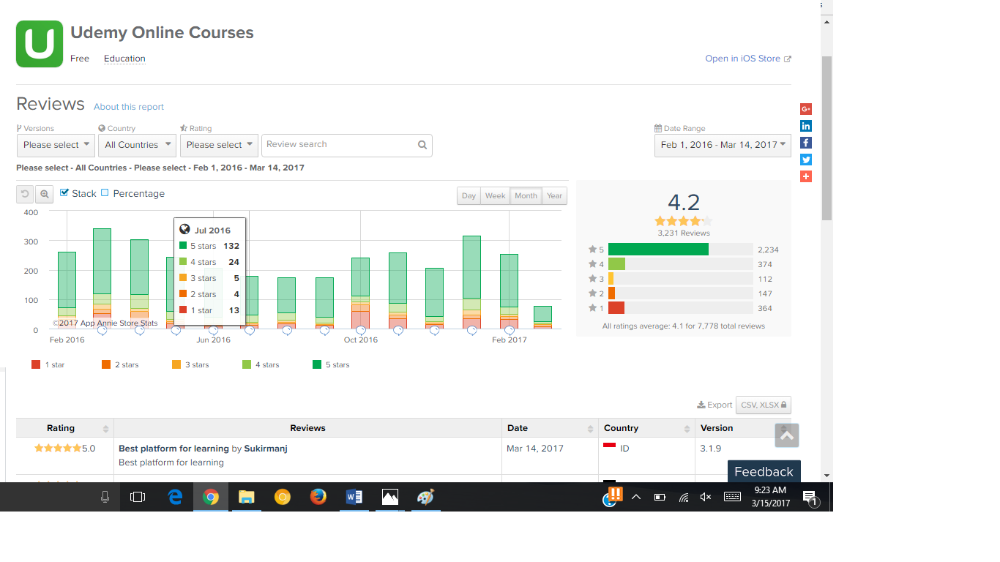 Udemy Online Courses
Free Education
Open in iOS Store
Reviews About this report
Versions Country Rating Date Range
Please select All Countries Please select Review search Feb 1, 2016 - Mar 14, 2017
Please select - All Countries - Please select - Feb 1, 2016 - Mar 14, 2017
Stack Percentage Day Week Month Year
400
300
200
100
0
Jul 2016
5 stars 132
4 stars 24
3 stars 5
2 stars 4
1 star 13
©2017 App Annie Store Stats
Feb 2016 Jun 2016 Oct 2016 Feb 2017
1 star 2 stars 3 stars 4 stars 5 stars
4.2
3,231 Reviews
5 2,234
4 374
3 112
2 147
1 364
All ratings average: 4.1 for 7,778 total reviews
Export CSV, XLSX
Rating Reviews Date Country Version
5.0 Best platform for learning by Sukirmanj Mar 14, 2017 ID 3.1.9
Best platform for learning
Feedback
9:23 AM
3/15/2017
1